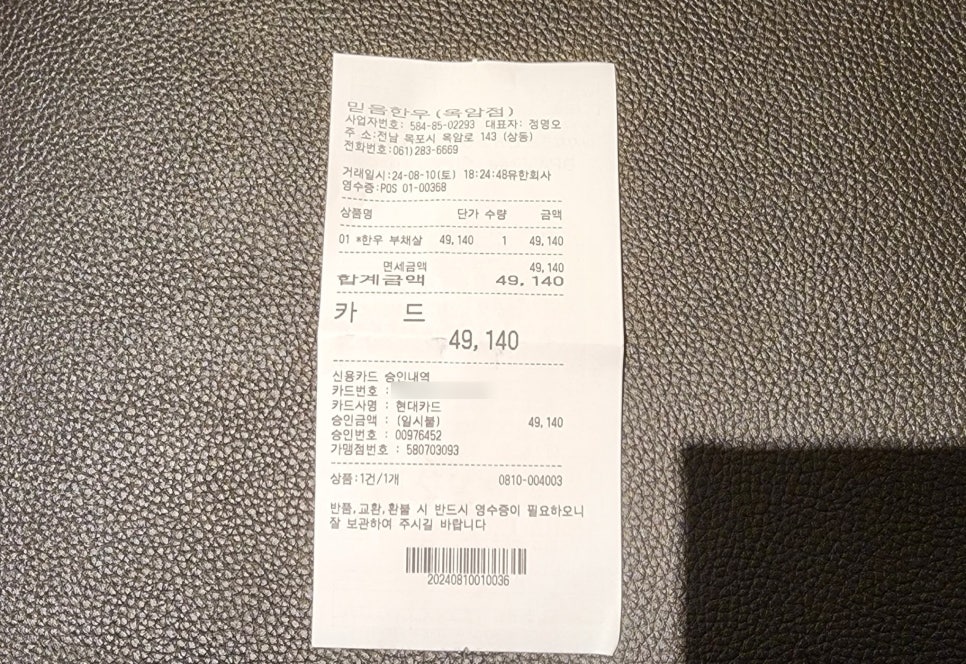 믿음한우(옥암점)
사업자번호: 584-85-02293 대표자: 정영오
주 소:전남 목포시 옥암로 143 (상동)
전화번호:061)283-6669
거래일시:24-08-10(토) 18:24:48유한회사
영수증:POS 01-00368
상품명 단가 수량 금액
01 *한우 부채살 49,140 1 49,140
면세금액 49,140
합계금액 49,140
카 드
49,140
신용카드 승인내역
카드번호 :
카드사명 : 현대카드
승인금액 : (일시불) 49,140
승인번호 : 00976452
가맹점번호 : 580703093
상품:1건/1개 0810-004003
반품,교환,환불 시 반드시 영수증이 필요하오니
잘 보관하여 주시길 바랍니다
20240810010036